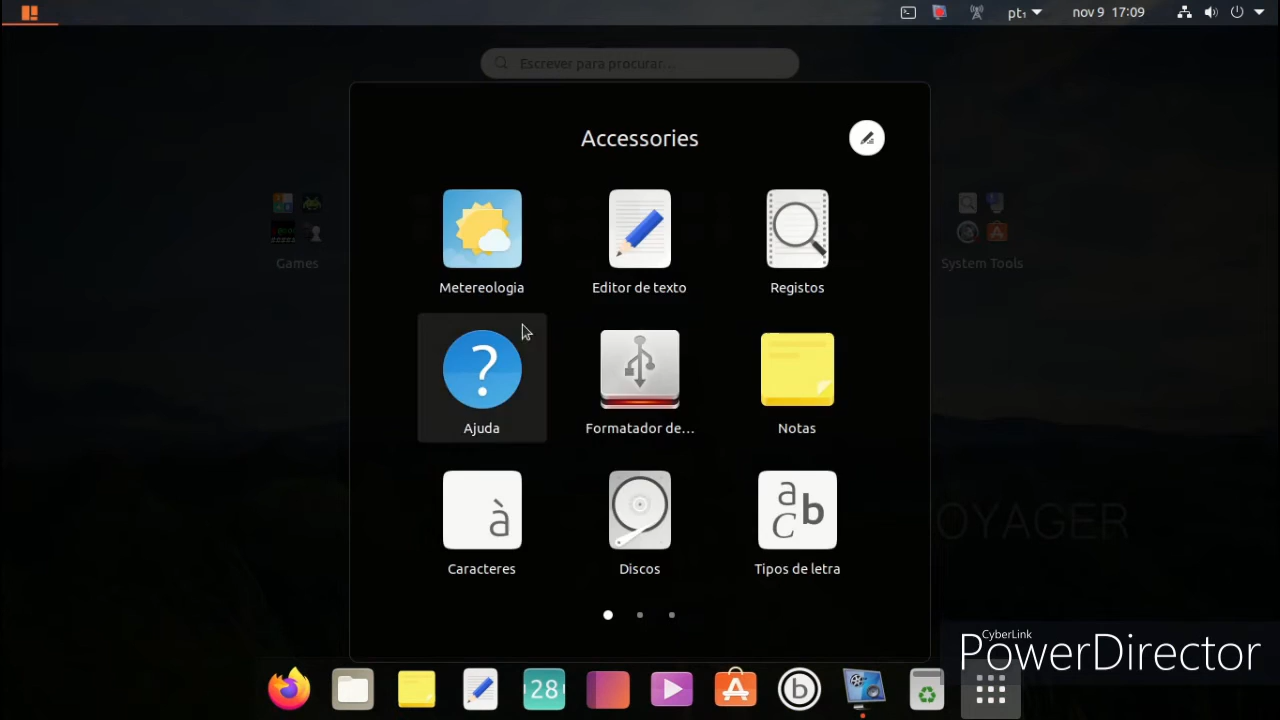 pt₁
nov 9 17:09
Escrever para procurar...
Accessories
Games
System Tools
Metereologia
Editor de texto
Registos
Ajuda
Formatador de...
Notas
Caracteres
Discos
Tipos de letra
OYAGER
CyberLink
PowerDirector
28